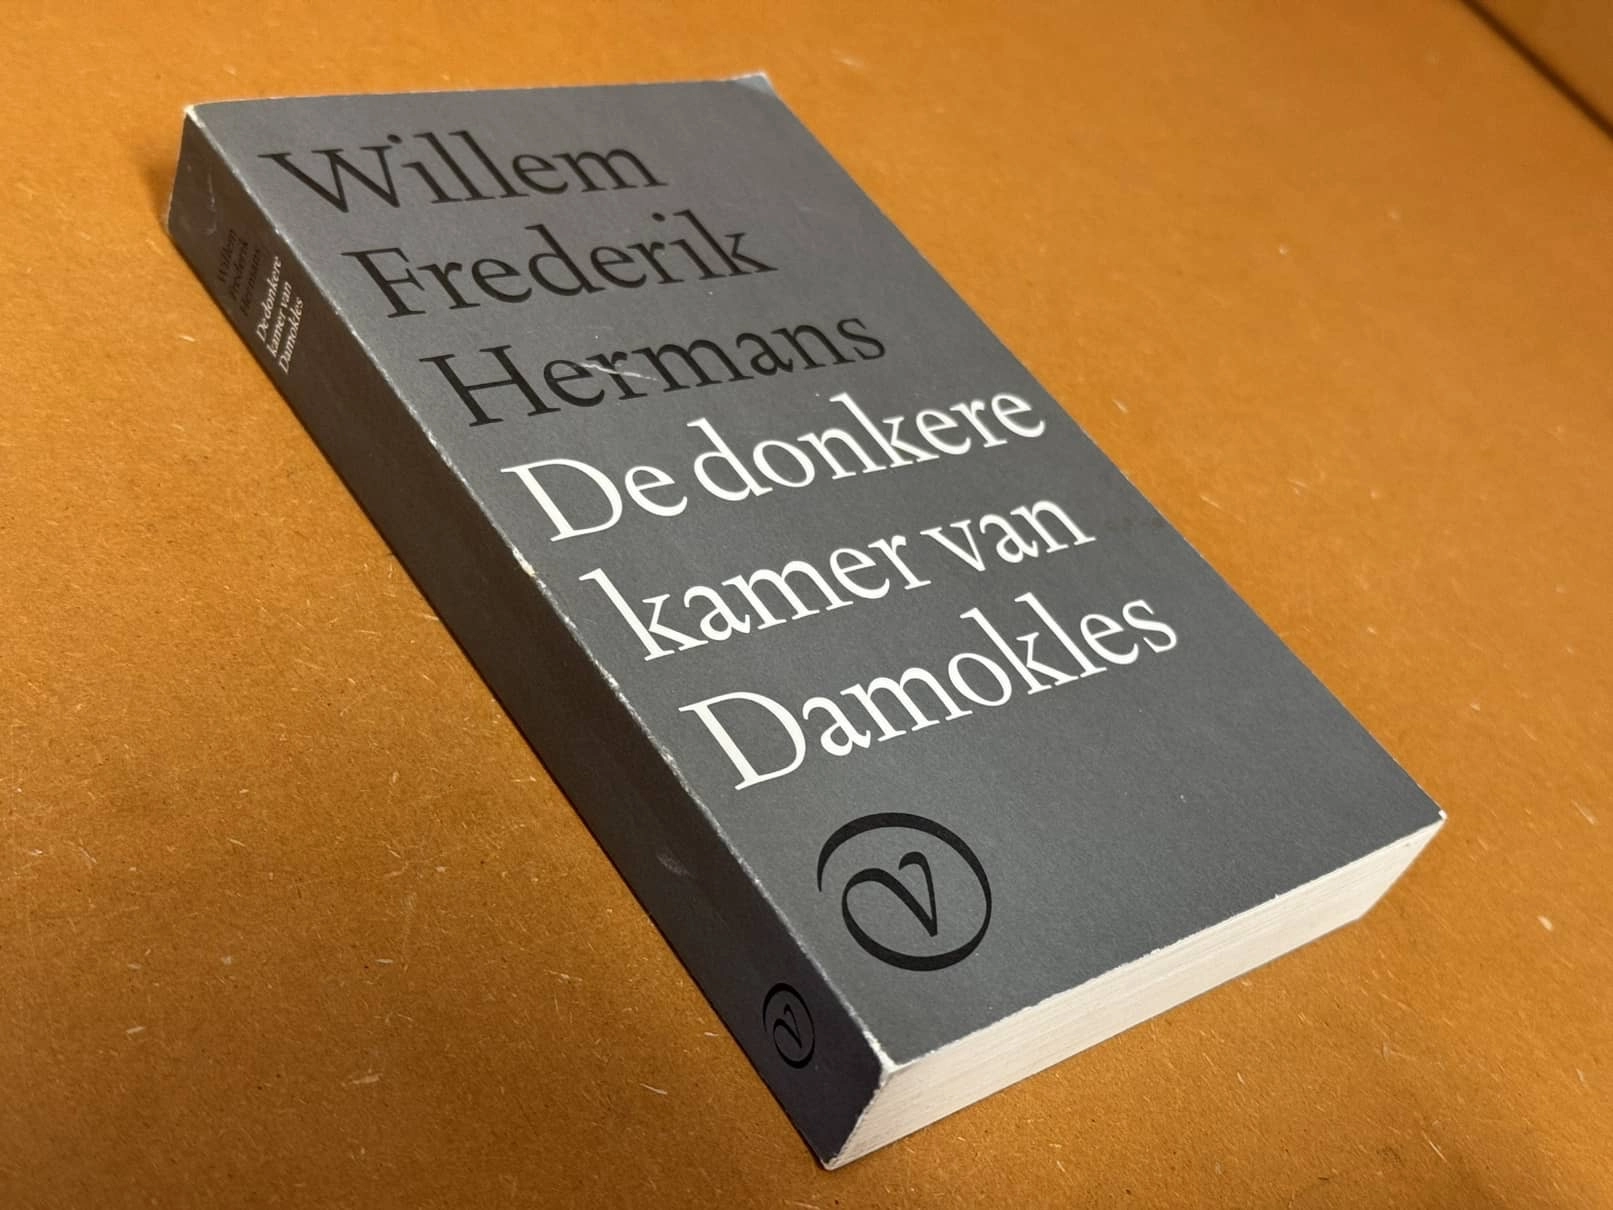 Willem
Frederik
Hermans
De donkere
kamer van
Damokles
V
Willem
Frederik
Hermans
De donkere
kamer van
Damokles
V